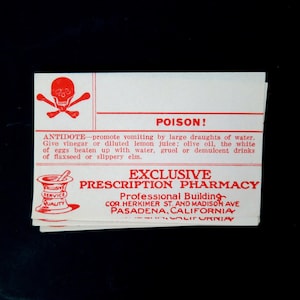 POISON!
ANTIDOTE—promote vomiting by large draughts of water.
Give vinegar or diluted lemon juice; olive oil, the white
of eggs beaten up with water, gruel or demulcent drinks
of flaxseed or slippery elm.
EXCLUSIVE
PRESCRIPTION PHARMACY
SERVICE
QUALITY
Professional Building-
COR. HERKIMER ST. AND MADISON AVE
PASADENA, CALIFORNIA
CALIFORNIA